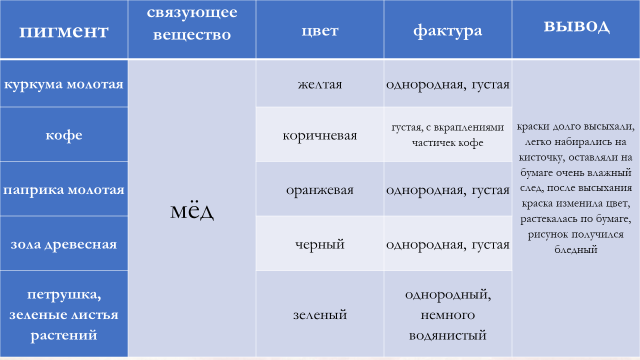 пигмент
связующее
вещество
цвет
фактура
вывод
куркума молотая
мёд
желтая
однородная, густая
краски долго высыхали,
легко набирались на
кисточку, оставляли на
бумаге очень влажный
след, после высыхания
краска изменила цвет,
растекалась по бумаге,
рисунок получился
бледный
кофе
коричневая
густая, с вкраплениями
частичек кофе
паприка молотая
оранжевая
однородная, густая
зола древесная
черный
однородная, густая
петрушка,
зеленые листья
растений
зеленый
однородный,
немного
водянистый